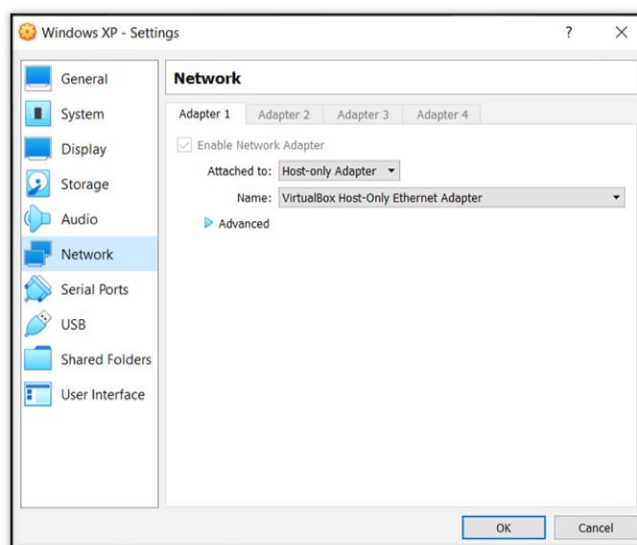 Windows XP - Settings
?
×
General
System
Display
Storage
Audio
Network
Serial Ports
USB
Shared Folders
User Interface
Network
Adapter 1 Adapter 2 Adapter 3 Adapter 4
Enable Network Adapter
Attached to: Host-only Adapter
Name: VirtualBox Host-Only Ethernet Adapter
Advanced
OK Cancel